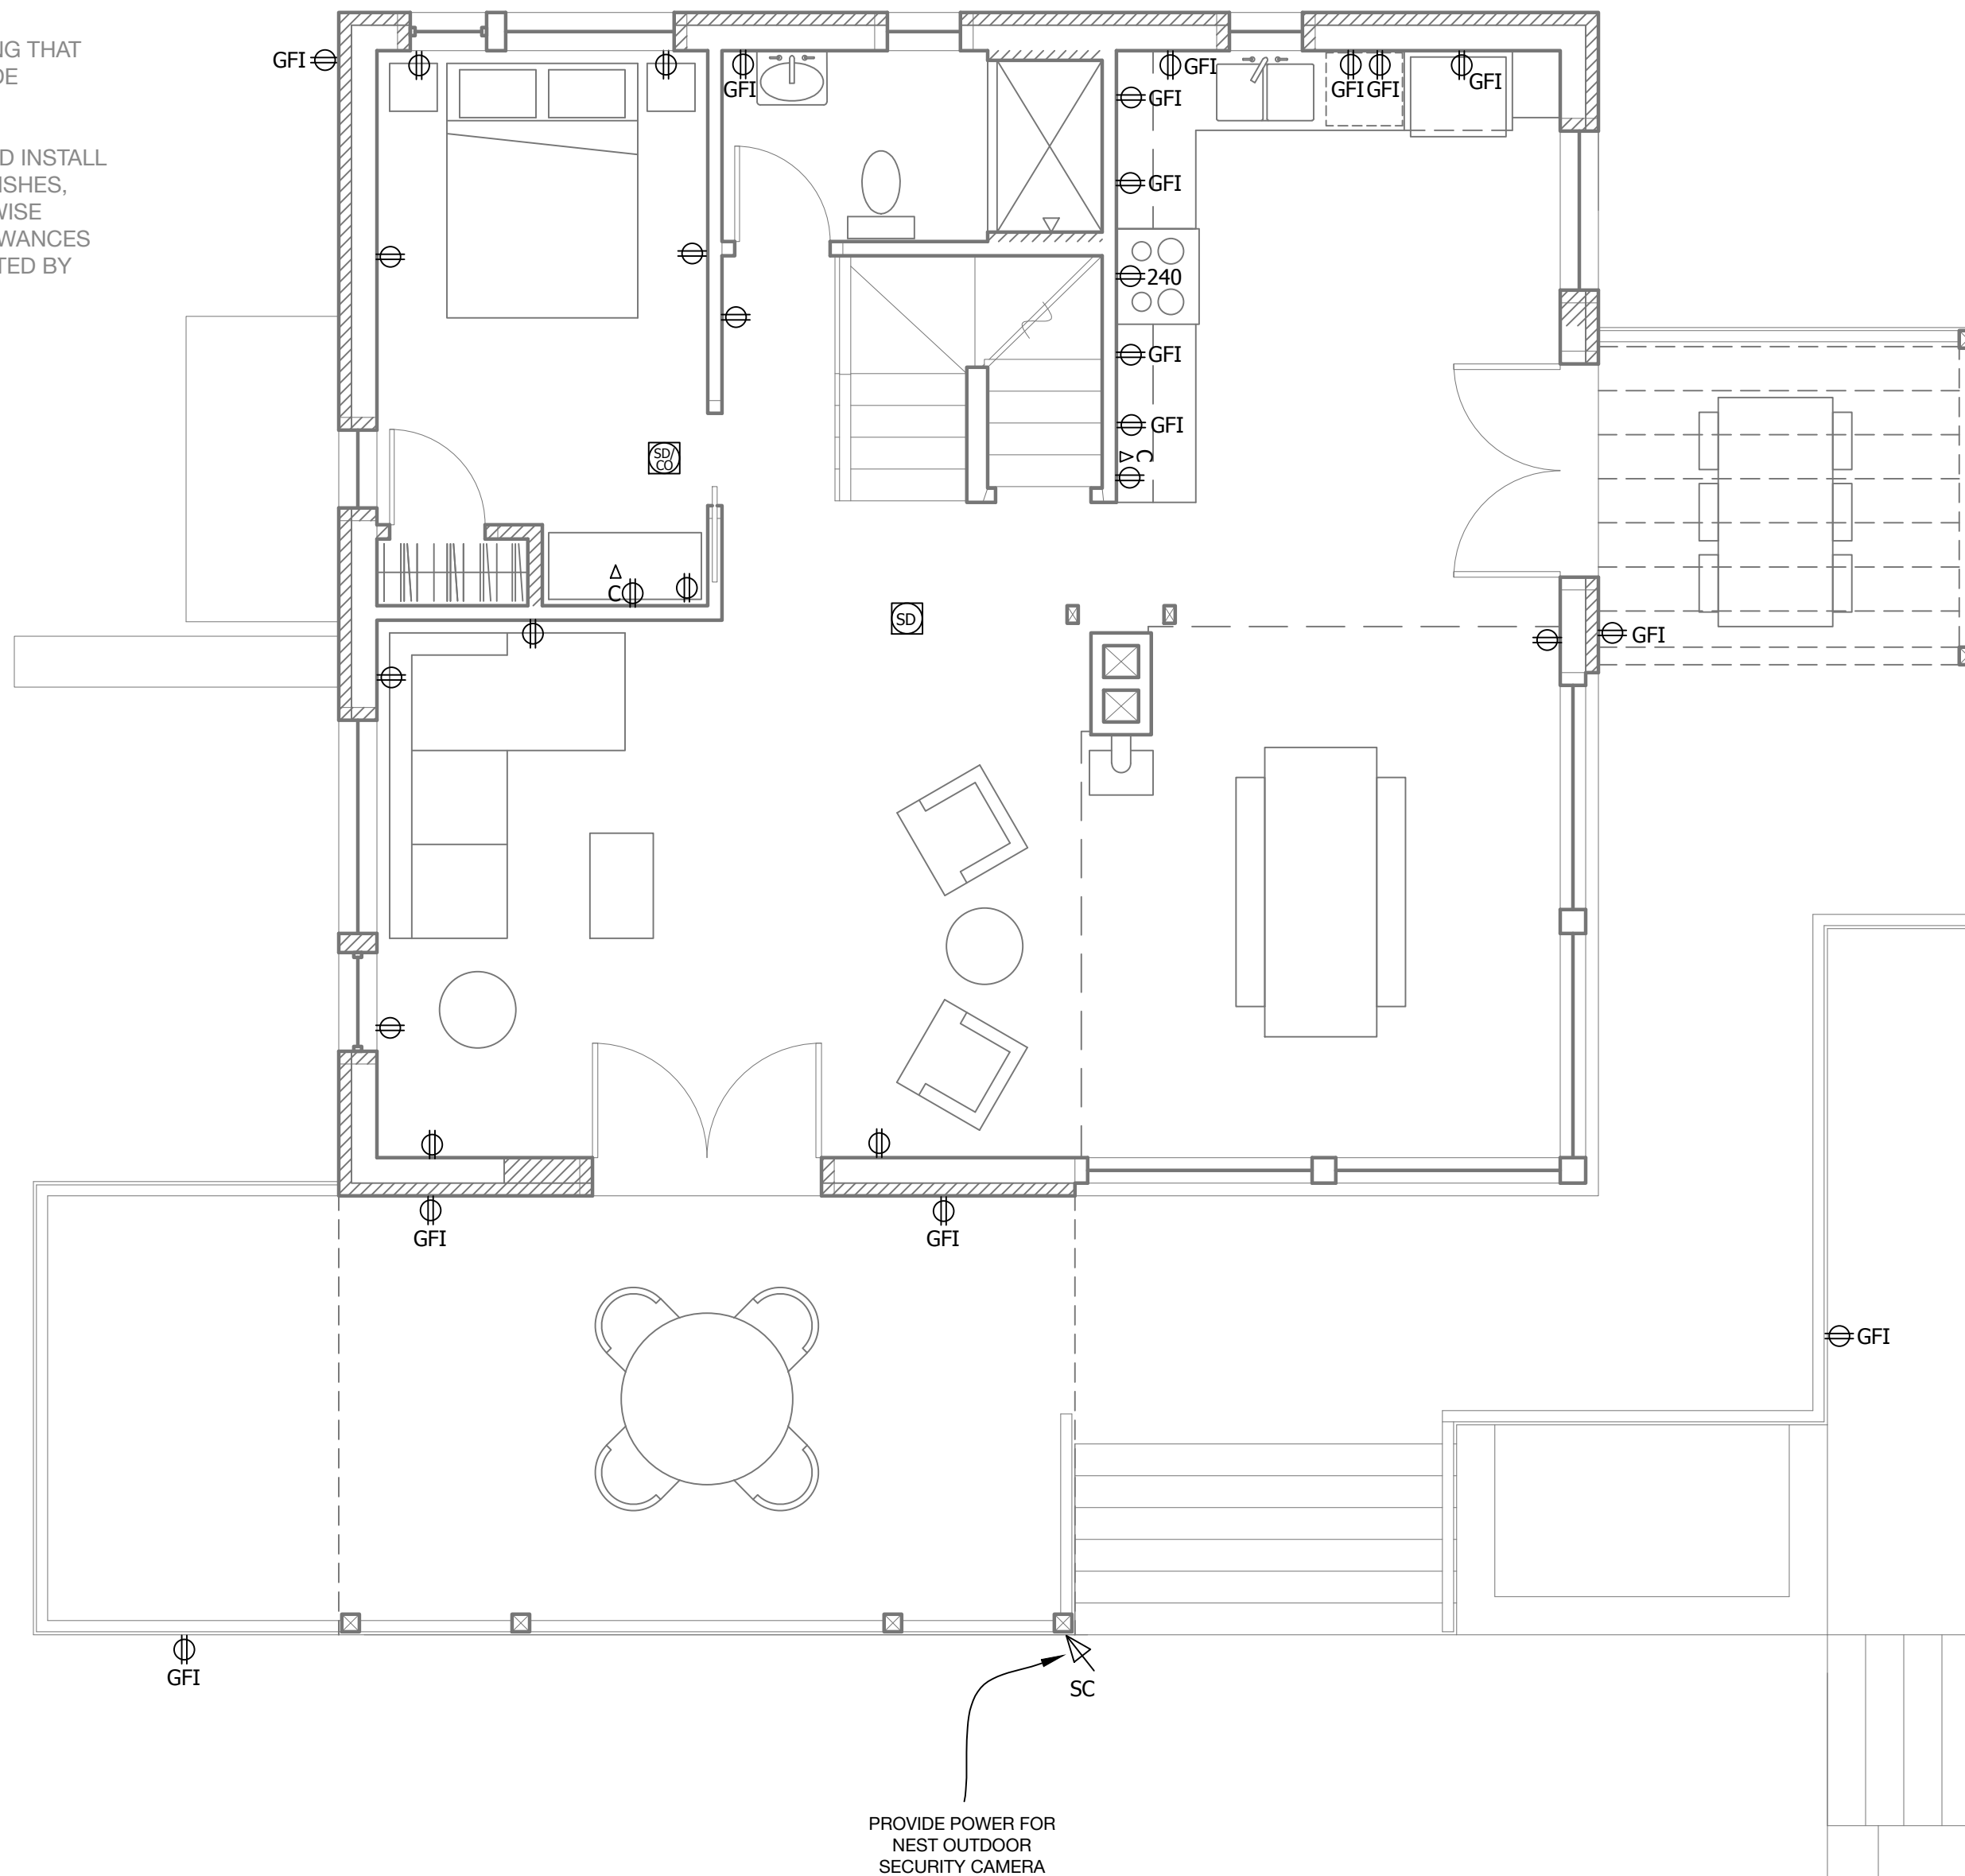 NG THAT
DE
D INSTALL
ISHES,
WISE
WANCES
TED BY
GFI
GFI
GFI
GFI GFI
GFI
GFI
GFI
240
GFI
GFI
C
SD/
CO
C
SD
GFI
GFI
GFI
GFI
GFI
SC
PROVIDE POWER FOR
NEST OUTDOOR
SECURITY CAMERA